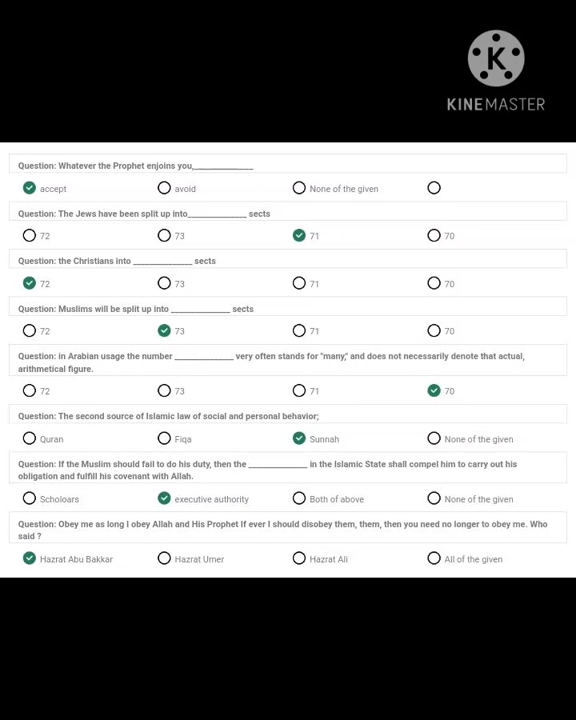 K
KINEMASTER
Question: Whatever the Prophet enjoins you,______________
accept avoid None of the given
Question: The Jews have been split up into______________ sects
72 73 71 70
Question: the Christians into ______________ sects
72 73 71 70
Question: Muslims will be split up into ______________ sects
72 73 71 70
Question: in Arabian usage the number ______________ very often stands for "many," and does not necessarily denote that actual,
arithmetical figure.
72 73 71 70
Question: The second source of Islamic law of social and personal behavior;
Quran Fiqa Sunnah None of the given
Question: If the Muslim should fail to do his duty, then the ______________ in the Islamic State shall compel him to carry out his
obligation and fulfill his covenant with Allah.
Scholoars executive authority Both of above None of the given
Question: Obey me as long I obey Allah and His Prophet If ever I should disobey them, them, then you need no longer to obey me. Who
said ?
Hazrat Abu Bakkar Hazrat Umer Hazrat Ali All of the given